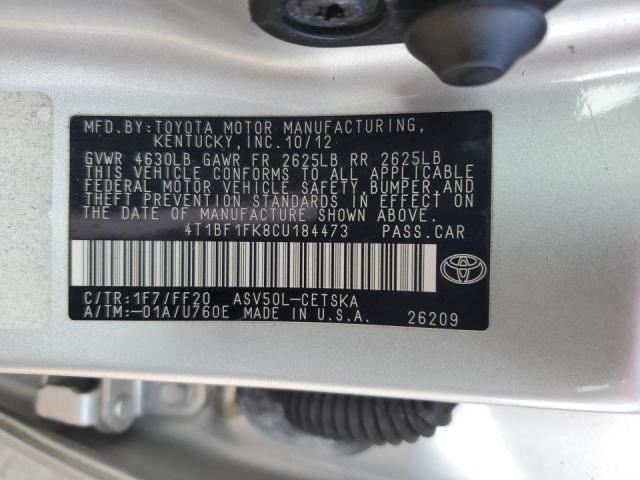 MFD.BY:TOYOTA MOTOR MANUFACTURING,
KENTUCKY, INC.10/12
GVWR 4630LB GAWR FR 2625LB RR 2625LB
THIS VEHICLE CONFORMS TO ALL APPLICABLE
FEDERAL MOTOR VEHICLE SAFETY,BUMPER,AND
THEFT PREVENTION STANDARDS IN EFFECT ON
THE DATE OF MANUFACTURE SHOWN ABOVE.
4T1BF1FK8CU184473 PASS.CAR
C/TR:1F7/FF20 ASV50L-CETSKA
A/TM:-01A/U760E MADE IN U.S.A. 26209